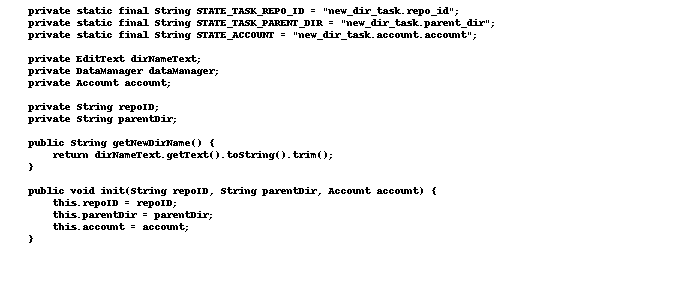 private static final String STATE_TASK_REPO_ID = "new_dir_task.repo_id";
private static final String STATE_TASK_PARENT_DIR = "new_dir_task.parent_dir";
private static final String STATE_ACCOUNT = "new_dir_task.account.account";
private EditText dirNameText;
private DataManager dataManager;
private Account account;
private String repoID;
private String parentDir;
public String getNewDirName() {
return dirNameText.getText().toString().trim();
}
public void init(String repoID, String parentDir, Account account) {
this.repoID = repoID;
this.parentDir = parentDir;
this.account = account;
}